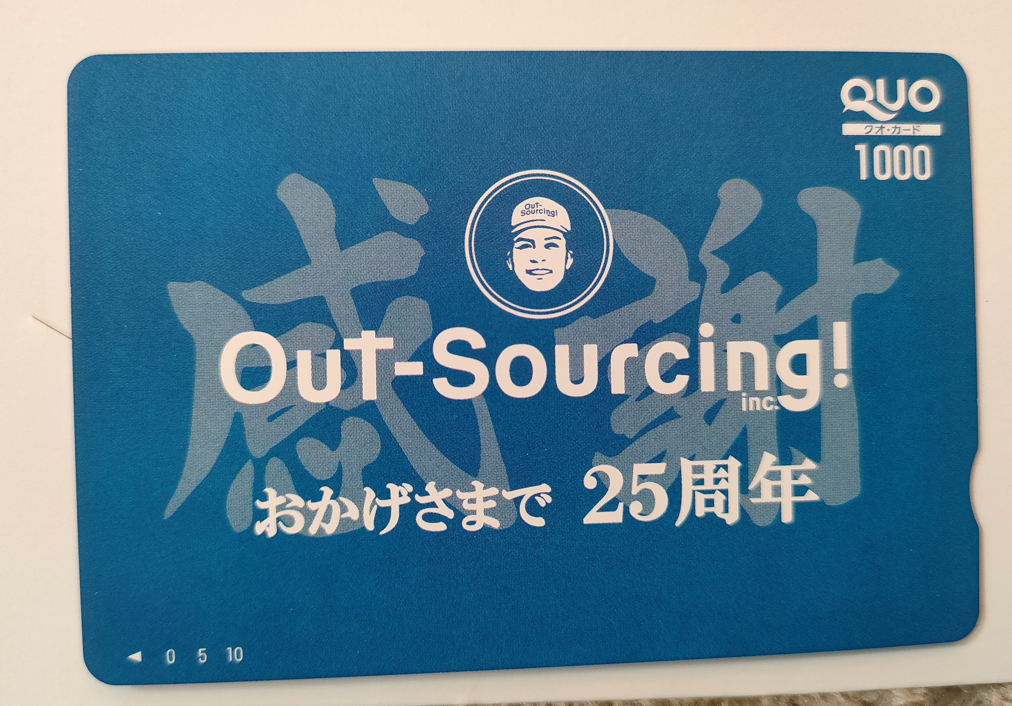 QUO
クオ・カード
1000
感謝
Out-
Sourcing!
Out-Sourcing!
inc.
おかげさまで 25周年
◀ 0 5 10